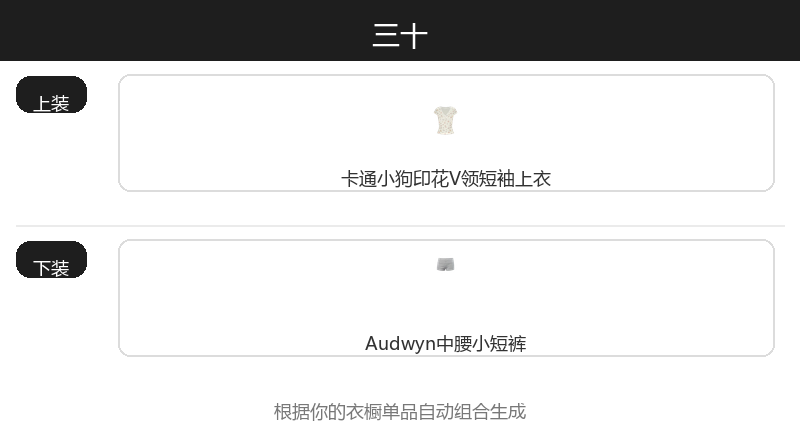 三十
上装
卡通小狗印花V领短袖上衣
下装
Audwyn中腰小短裤
根据你的衣橱单品自动组合生成